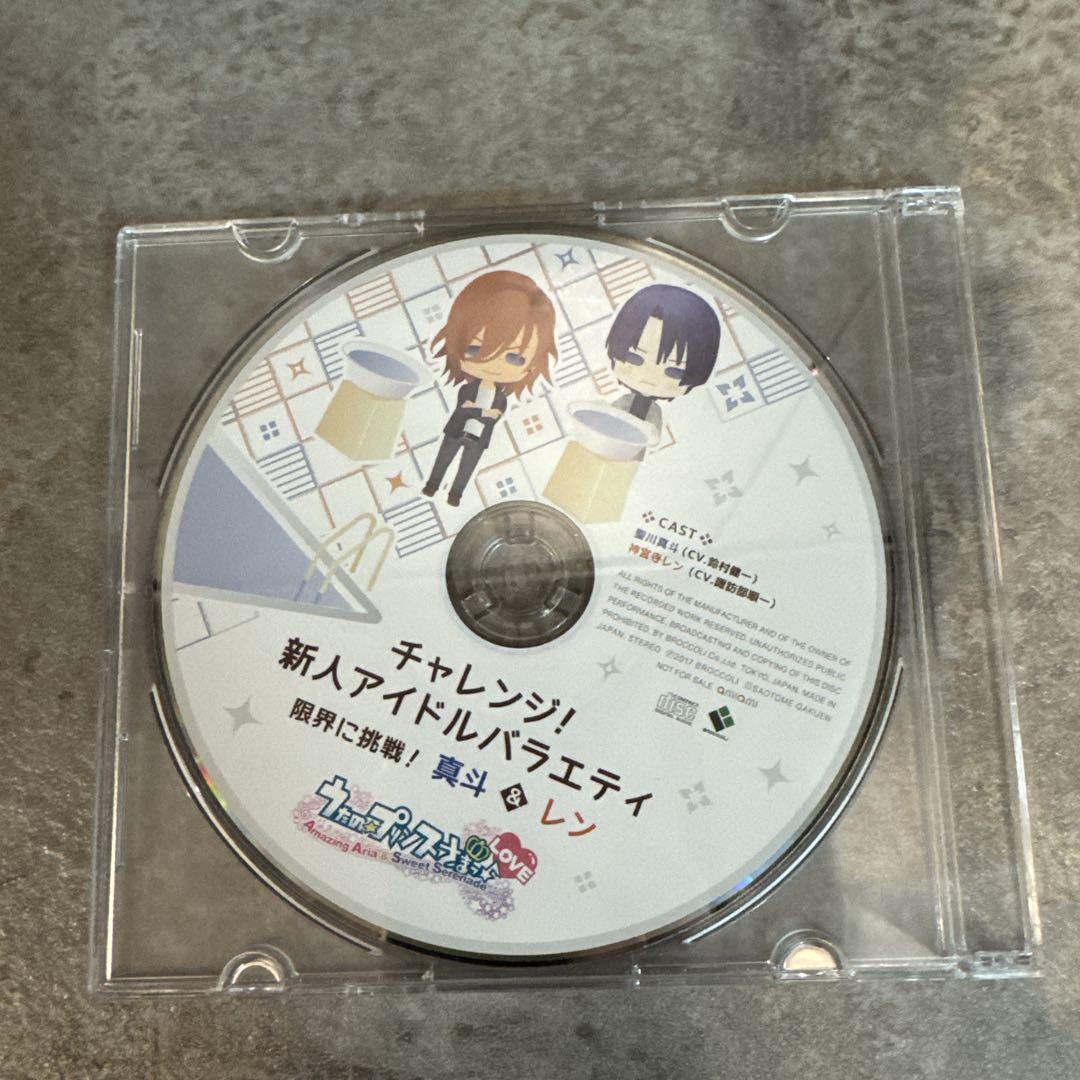 CAST
聖川真斗 (CV.鈴村健一)
神宮寺レン (CV.諏訪部順一)
ALL RIGHTS OF THE MANUFACTURER AND OF THE OWNER OF
THE RECORDED WORK RESERVED. UNAUTHORIZED PUBLIC
PERFORMANCE, BROADCASTING AND COPYING OF THIS DISC
PROHIBITED. BY BROCCOLI Co.,Ltd. TOKYO, JAPAN. MADE IN
JAPAN. STEREO ℗2017 BROCCOLI ©SAOTOME GAKUEN
NOT FOR SALE amiami
disc
BROCCOLI
チャレンジ!
新人アイドルバラエティ
限界に挑戦! 真斗 & レン
うたの☆プリンスさまっ♪
LOVE
Amazing Aria & Sweet Serenade